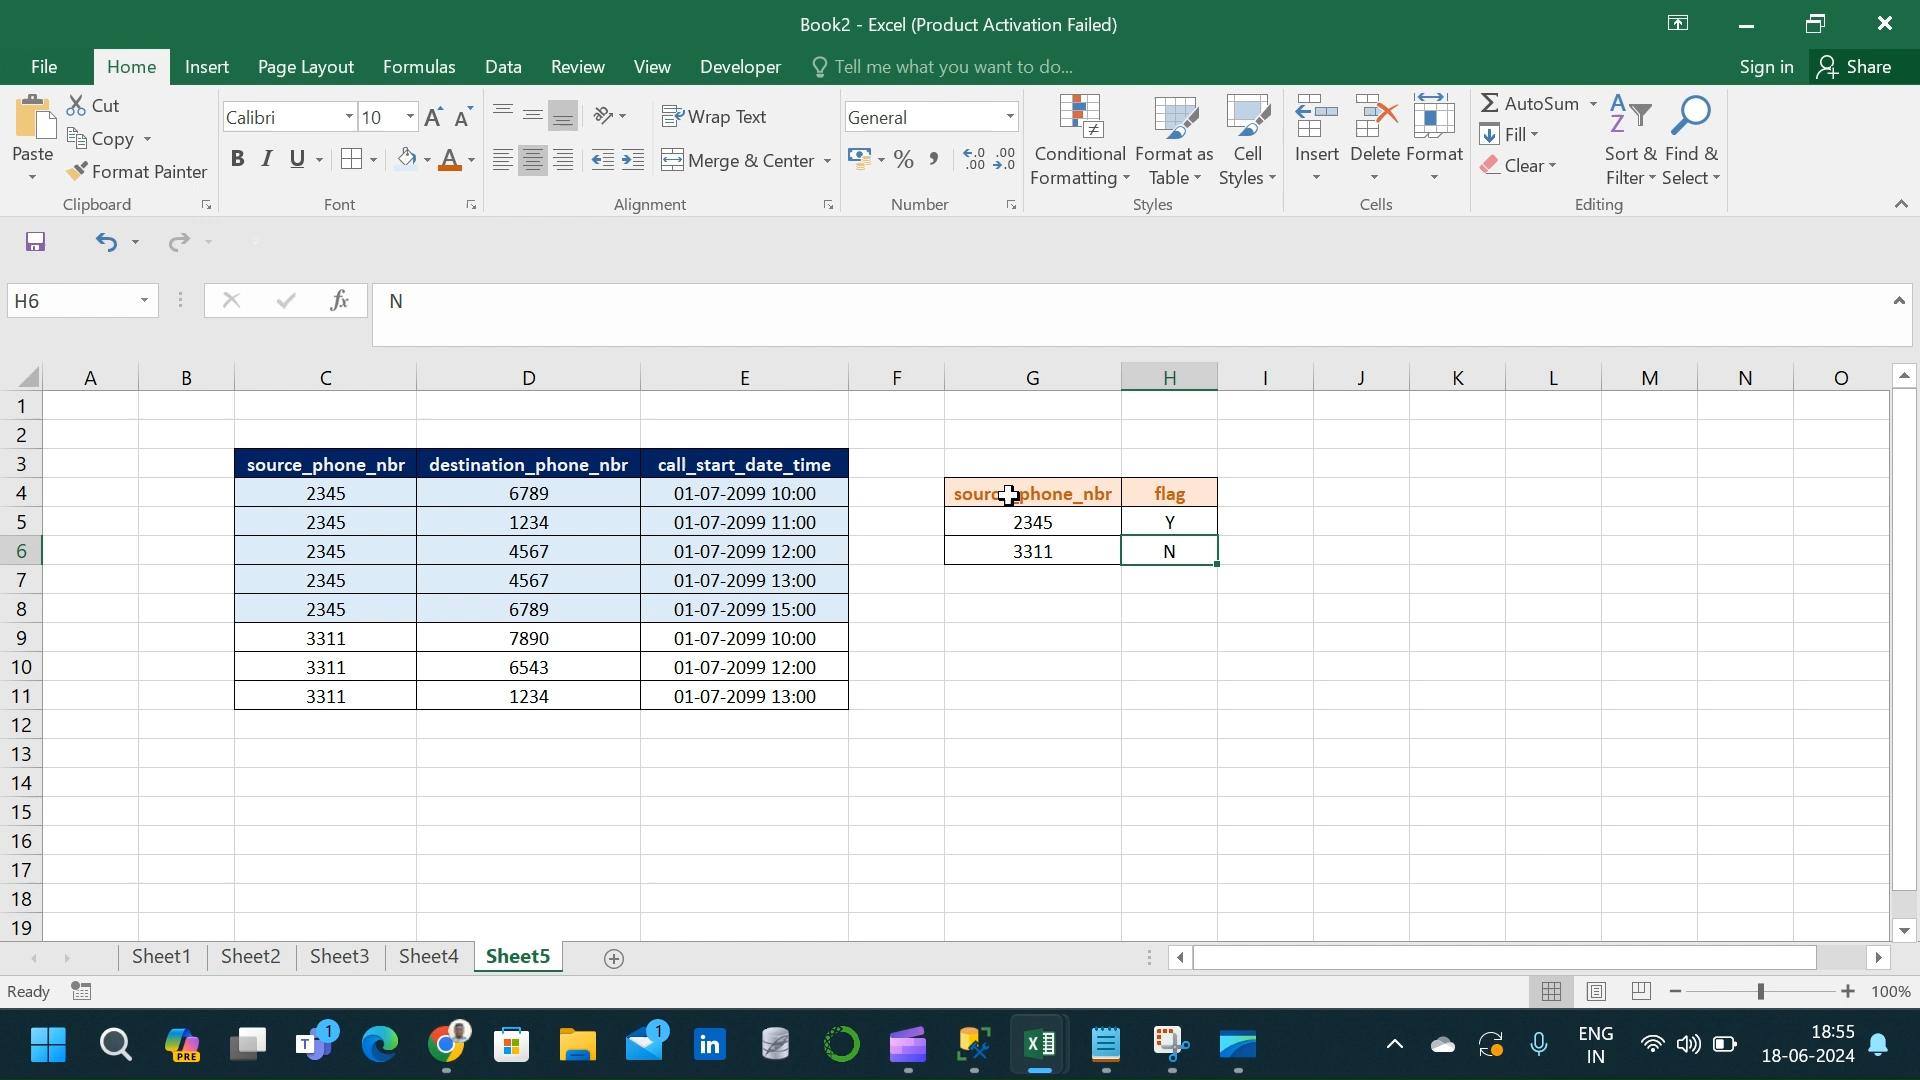 Book2 - Excel (Product Activation Failed)
File Home Insert Page Layout Formulas Data Review View Developer Tell me what you want to do... Sign in Share
Paste Cut Copy Format Painter
Clipboard
Calibri 10
B I U A
Font
Wrap Text
Merge & Center
Alignment
General
Number
Conditional Formatting
Format as Table
Cell Styles
Styles
Insert Delete Format
Cells
AutoSum
Fill
Clear
Sort & Filter
Find & Select
Editing
H6 fx N
A B C D E F G H I J K L M N O
1
2
3 source_phone_nbr destination_phone_nbr call_start_date_time
4 2345 6789 01-07-2099 10:00 source_phone_nbr flag
5 2345 1234 01-07-2099 11:00 2345 Y
6 2345 4567 01-07-2099 12:00 3311 N
7 2345 4567 01-07-2099 13:00
8 2345 6789 01-07-2099 15:00
9 3311 7890 01-07-2099 10:00
10 3311 6543 01-07-2099 12:00
11 3311 1234 01-07-2099 13:00
12
13
14
15
16
17
18
19
Sheet1 Sheet2 Sheet3 Sheet4 Sheet5
Ready 100%
PRE 1 1 ENG IN 18:55
18-06-2024